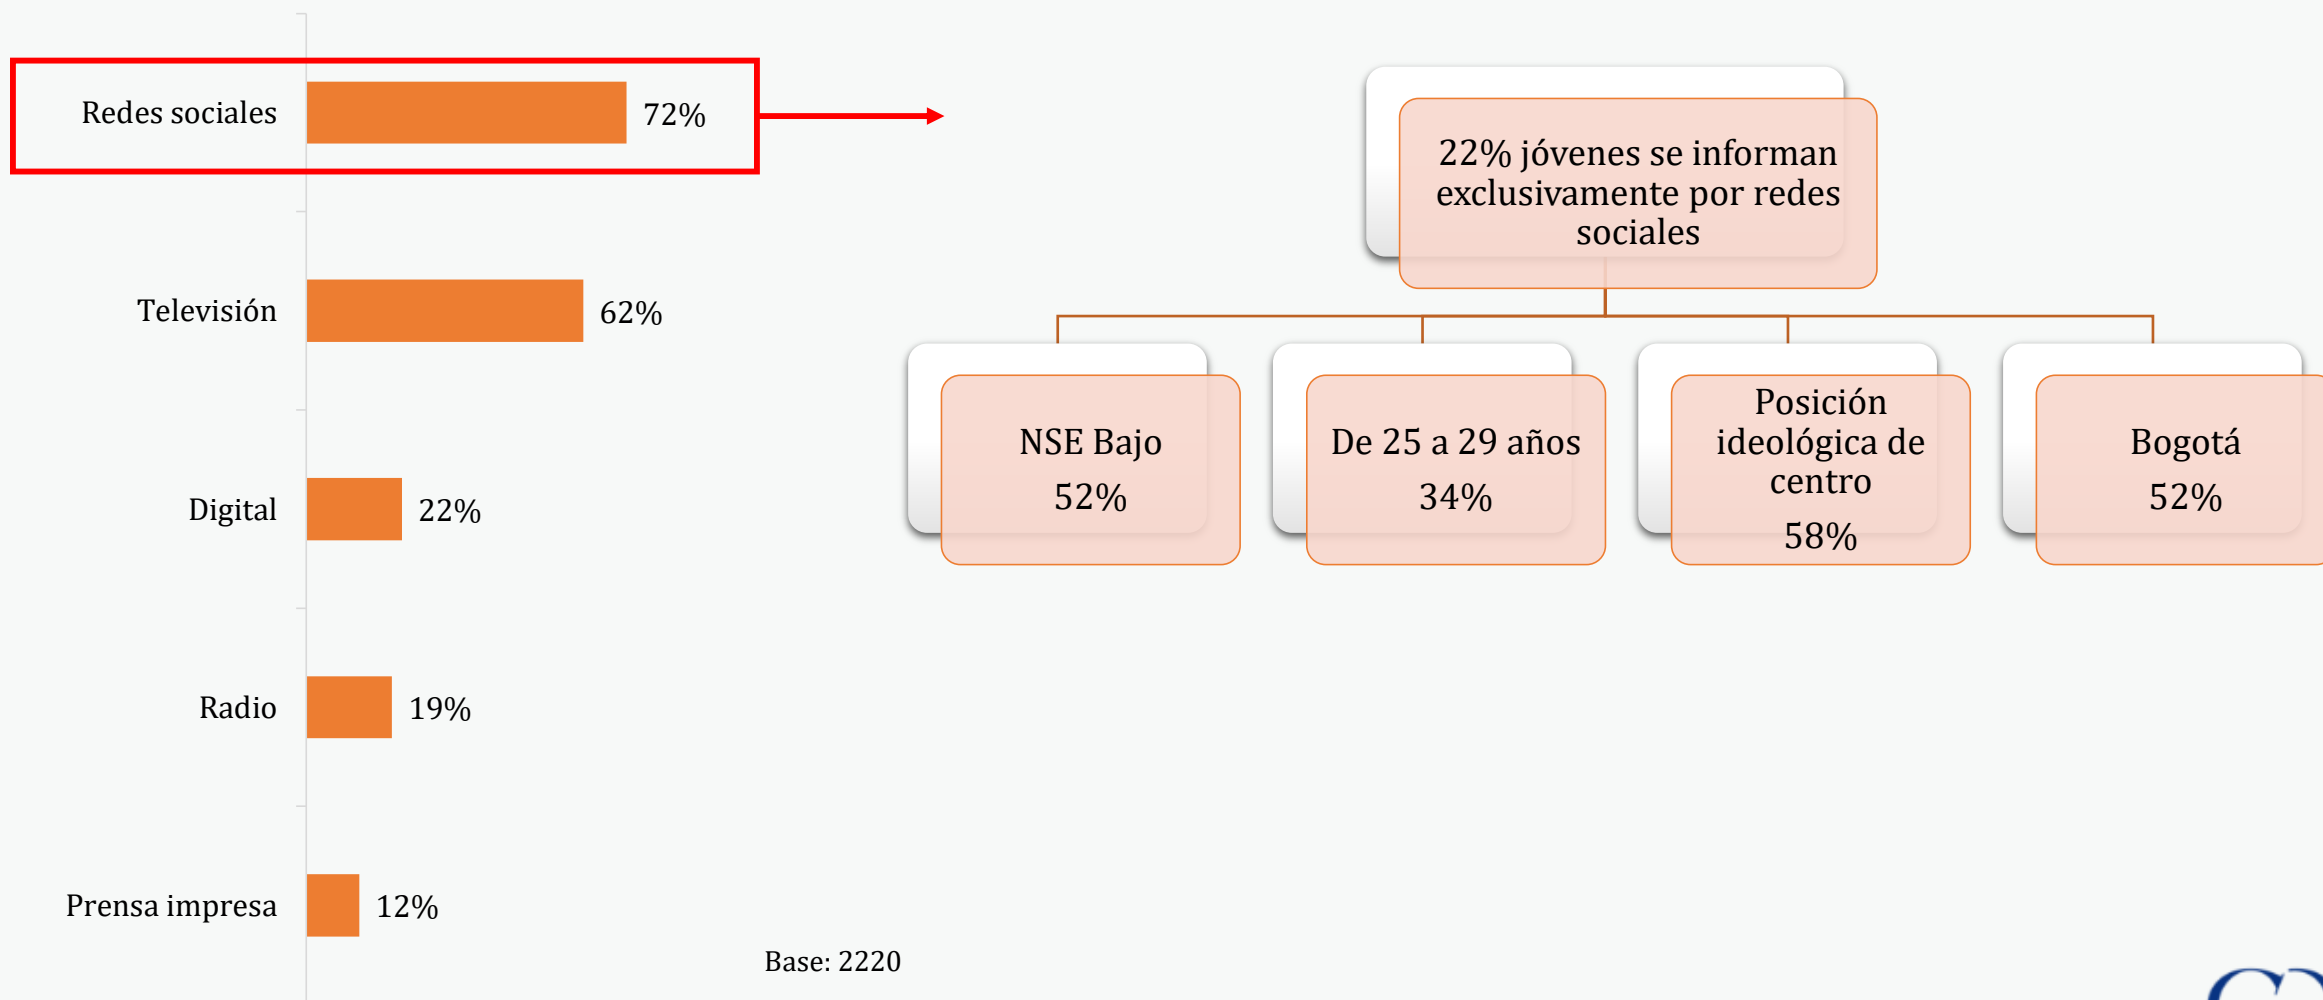 Redes sociales
72%
Televisión
62%
Digital
22%
Radio
19%
Prensa impresa
12%
Base: 2220
22% jóvenes se informan
exclusivamente por redes
sociales
NSE Bajo
52%
De 25 a 29 años
34%
Posición
ideológica de
centro
58%
Bogotá
52%